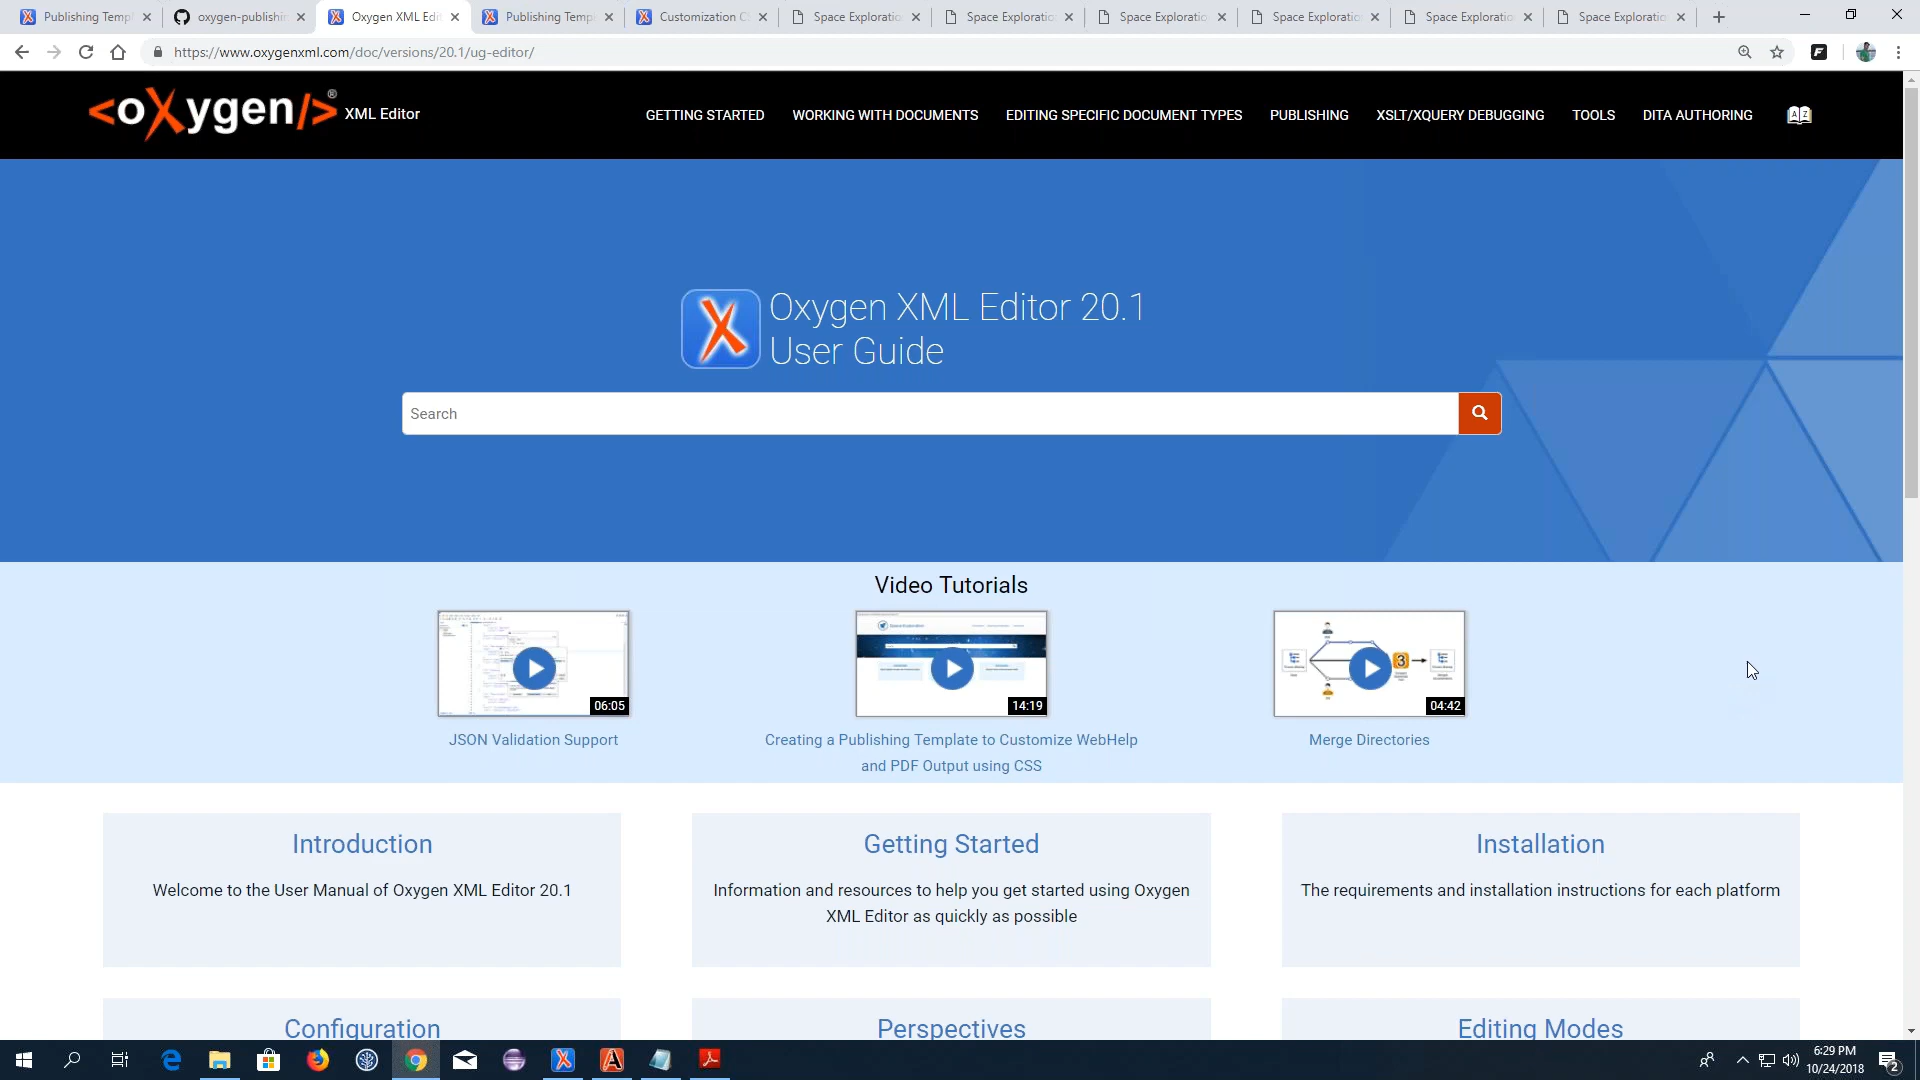 Publishing Temp
oxygen-publishin
Oxygen XML Edit
Publishing Temp
Customization C
Space Exploratio
Space Exploratio
Space Exploratio
Space Exploratio
Space Exploratio
Space Exploratio
https://www.oxygenxml.com/doc/versions/20.1/ug-editor/
<oXygen/>® XML Editor
GETTING STARTED
WORKING WITH DOCUMENTS
EDITING SPECIFIC DOCUMENT TYPES
PUBLISHING
XSLT/XQUERY DEBUGGING
TOOLS
DITA AUTHORING
A Z
Oxygen XML Editor 20.1
User Guide
Search
Video Tutorials
06:05
14:19
3
04:42
JSON Validation Support
Creating a Publishing Template to Customize WebHelp
and PDF Output using CSS
Merge Directories
Introduction
Welcome to the User Manual of Oxygen XML Editor 20.1
Getting Started
Information and resources to help you get started using Oxygen
XML Editor as quickly as possible
Installation
The requirements and installation instructions for each platform
Configuration
Perspectives
Editing Modes
6:29 PM
10/24/2018
2